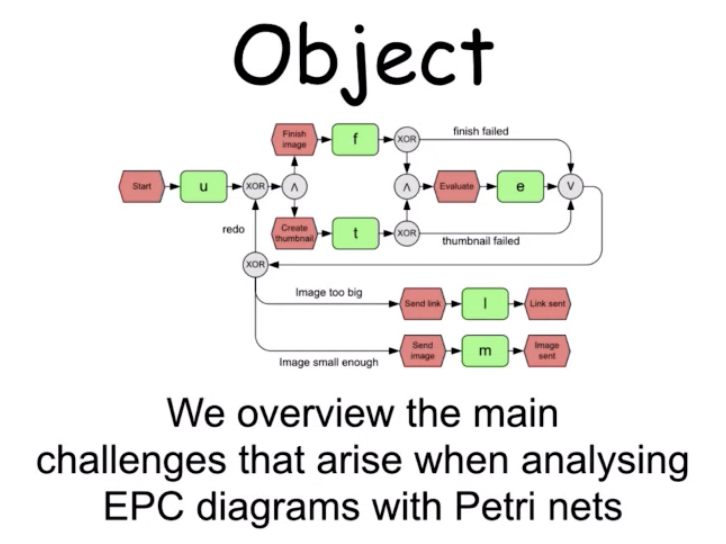 Object
Finish
image
f
XOR
finish failed
Start
u
XOR
∧
∧
Evaluate
e
V
redo
Create
thumbnail
t
XOR
thumbnail failed
XOR
Image too big
Send link
l
Link sent
Send
image
m
Image
sent
Image small enough
We overview the main
challenges that arise when analysing
EPC diagrams with Petri nets